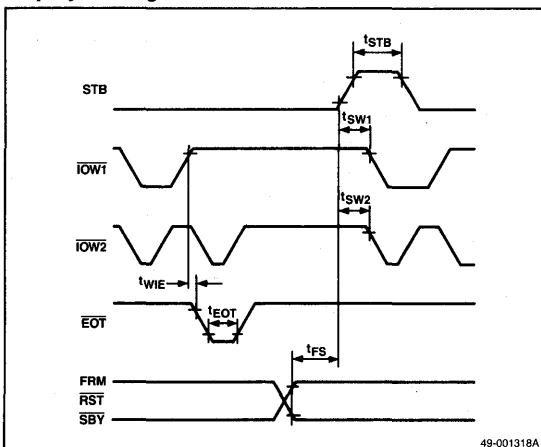 tSTB
STB
tSW1
IOW1
tSW2
IOW2
tWIE
EOT
tEOT
tFS
FRM
RST
SBY
49-001318A